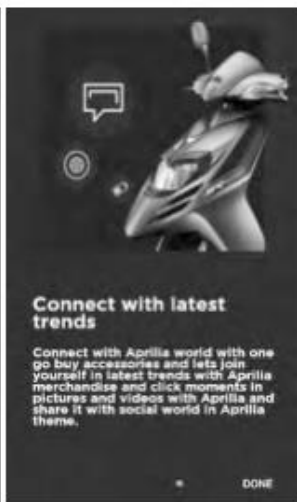 Connect with latest
trends
Connect with Aprilia world with one
go buy accessories and lets join
yourself in latest trends with Aprilia
merchandise and click moments in
pictures and videos with Aprilia and
share it with social world in Aprilia
theme.
DONE